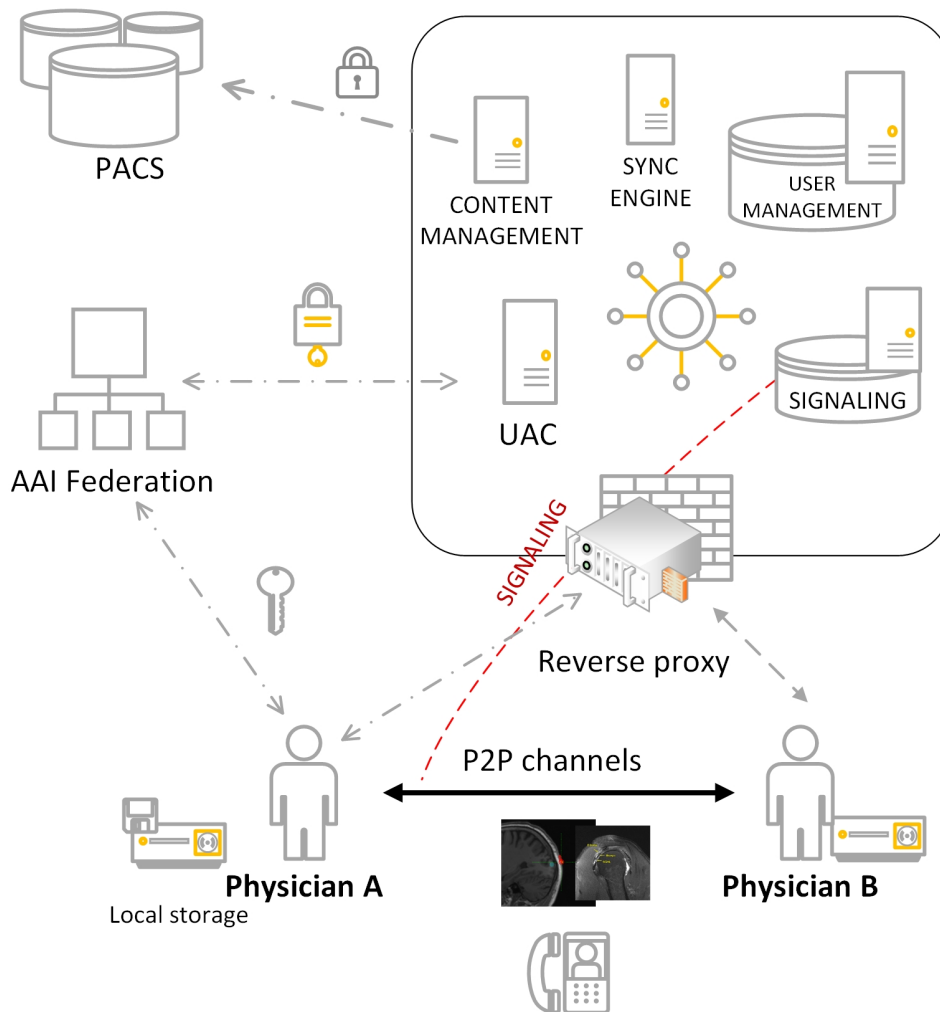 PACS
CONTENT
MANAGEMENT
SYNC
ENGINE
USER
MANAGEMENT
AAI Federation
UAC
SIGNALING
SIGNALING
Reverse proxy
P2P channels
Physician A
Local storage
Physician B